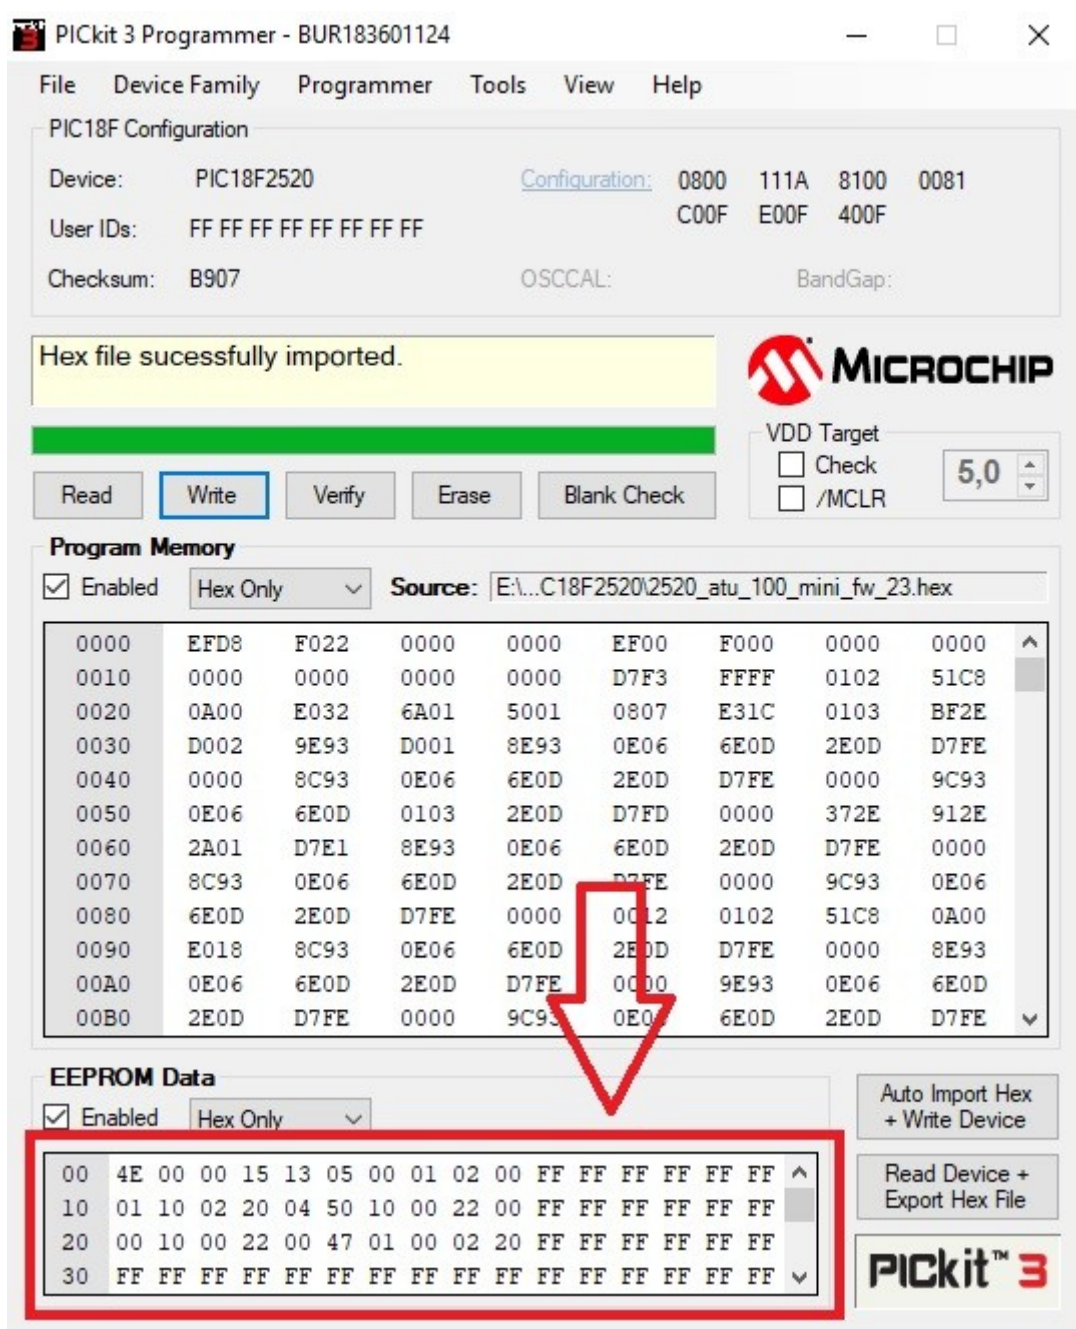 PICkit 3 Programmer - BUR183601124
File Device Family Programmer Tools View Help
PIC18F Configuration
Device: PIC18F2520 Configuration: 0800 111A 8100 0081
C00F E00F 400F
User IDs: FF FF FF FF FF FF FF FF
Checksum: B907 OSCCAL: BandGap:
Hex file sucessfully imported.
MICROCHIP
VDD Target
Check
/MCLR
5,0
Read Write Verify Erase Blank Check
Program Memory
Enabled Hex Only Source: E:\...C18F2520\2520_atu_100_mini_fw_23.hex
0000 EFD8 F022 0000 0000 EF00 F000 0000 0000
0010 0000 0000 0000 0000 D7F3 FFFF 0102 51C8
0020 0A00 E032 6A01 5001 0807 E31C 0103 BF2E
0030 D002 9E93 D001 8E93 0E06 6E0D 2E0D D7FE
0040 0000 8C93 0E06 6E0D 2E0D D7FE 0000 9C93
0050 0E06 6E0D 0103 2E0D D7FD 0000 372E 912E
0060 2A01 D7E1 8E93 0E06 6E0D 2E0D D7FE 0000
0070 8C93 0E06 6E0D 2E0D D7FE 0000 9C93 0E06
0080 6E0D 2E0D D7FE 0000 0012 0102 51C8 0A00
0090 E018 8C93 0E06 6E0D 2E0D D7FE 0000 8E93
00A0 0E06 6E0D 2E0D D7FE 0000 9E93 0E06 6E0D
00B0 2E0D D7FE 0000 9C93 0E06 6E0D 2E0D D7FE
EEPROM Data
Enabled Hex Only
00 4E 00 00 15 13 05 00 01 02 00 FF FF FF FF FF FF
10 01 10 02 20 04 50 10 00 22 00 FF FF FF FF FF FF
20 00 10 00 22 00 47 01 00 02 20 FF FF FF FF FF FF
30 FF FF FF FF FF FF FF FF FF FF FF FF FF FF FF FF
Auto Import Hex
+ Write Device
Read Device +
Export Hex File
PICkit™ 3